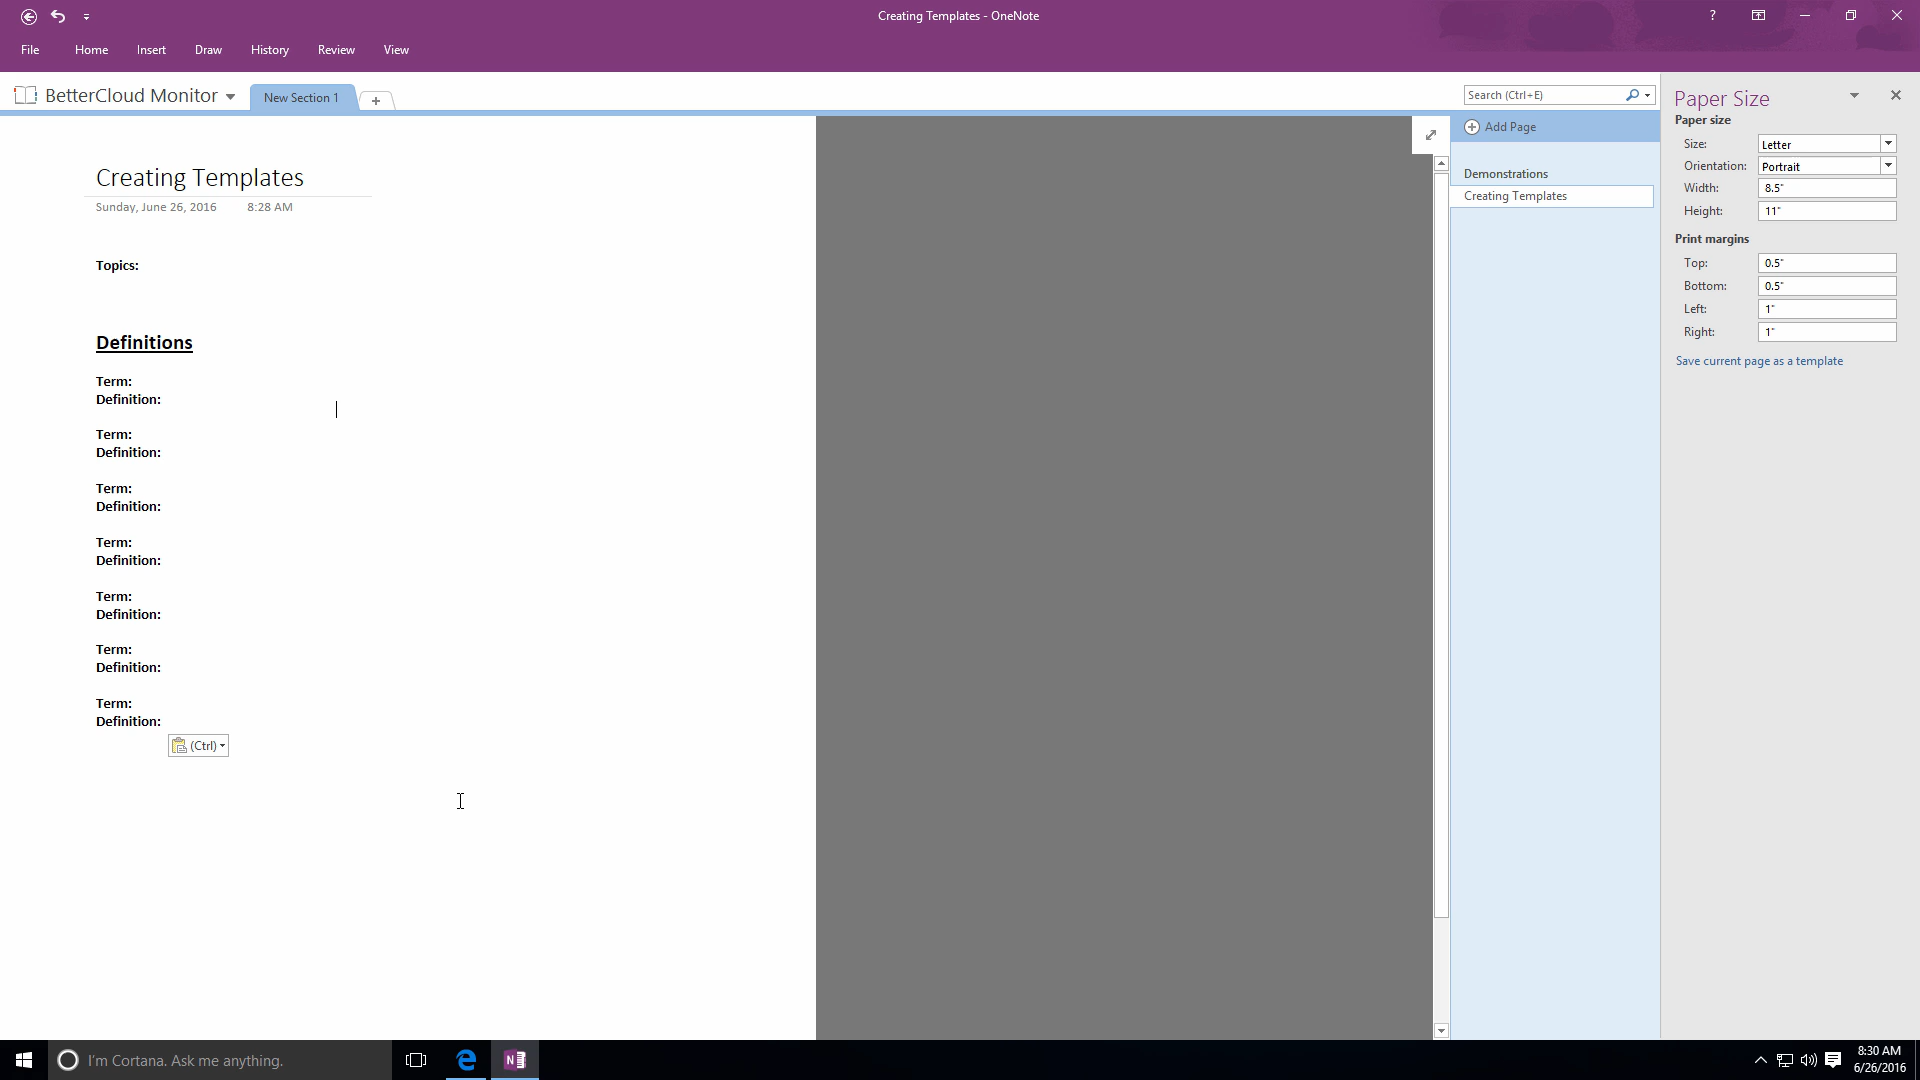 Creating Templates - OneNote
?
File Home Insert Draw History Review View
BetterCloud Monitor New Section 1 +
Search (Ctrl+E)
Add Page
Demonstrations
Creating Templates
Creating Templates
Sunday, June 26, 2016 8:28 AM
Topics:
Definitions
Term:
Definition:
Term:
Definition:
Term:
Definition:
Term:
Definition:
Term:
Definition:
Term:
Definition:
Term:
Definition:
(Ctrl)
Paper Size
Paper size
Size: Letter
Orientation: Portrait
Width: 8.5"
Height: 11"
Print margins
Top: 0.5"
Bottom: 0.5"
Left: 1"
Right: 1"
Save current page as a template
I'm Cortana. Ask me anything.
8:30 AM
6/26/2016